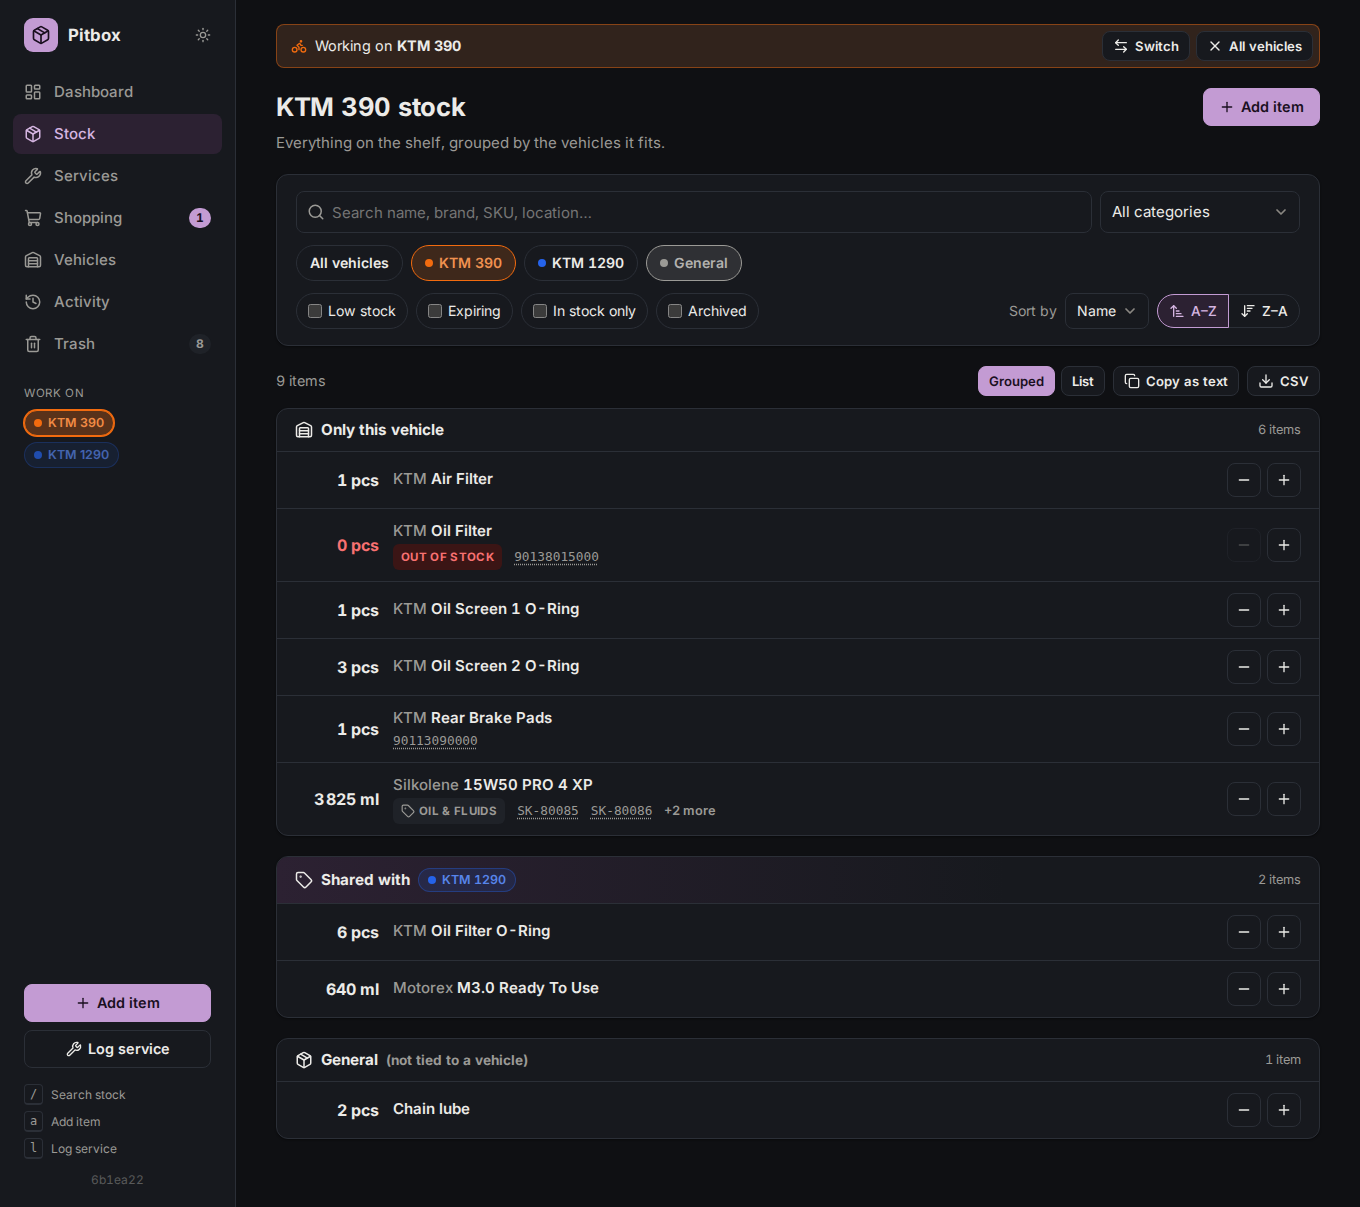 Pitbox
Dashboard
Stock
Services
Shopping 1
Vehicles
Activity
Trash 8
WORK ON
KTM 390
KTM 1290
Add item
Log service
/ Search stock
a Add item
l Log service
6b1ea22
Working on KTM 390
Switch
All vehicles
KTM 390 stock
Add item
Everything on the shelf, grouped by the vehicles it fits.
Search name, brand, SKU, location...
All categories
All vehicles
KTM 390
KTM 1290
General
Low stock
Expiring
In stock only
Archived
Sort by
Name
A–Z
Z–A
9 items
Grouped
List
Copy as text
CSV
Only this vehicle
6 items
1 pcs KTM Air Filter
0 pcs KTM Oil Filter
OUT OF STOCK 90138015000
1 pcs KTM Oil Screen 1 O-Ring
3 pcs KTM Oil Screen 2 O-Ring
1 pcs KTM Rear Brake Pads
90113090000
3 825 ml Silkolene 15W50 PRO 4 XP
OIL & FLUIDS SK-80085 SK-80086 +2 more
Shared with KTM 1290
2 items
6 pcs KTM Oil Filter O-Ring
640 ml Motorex M3.0 Ready To Use
General (not tied to a vehicle)
1 item
2 pcs Chain lube